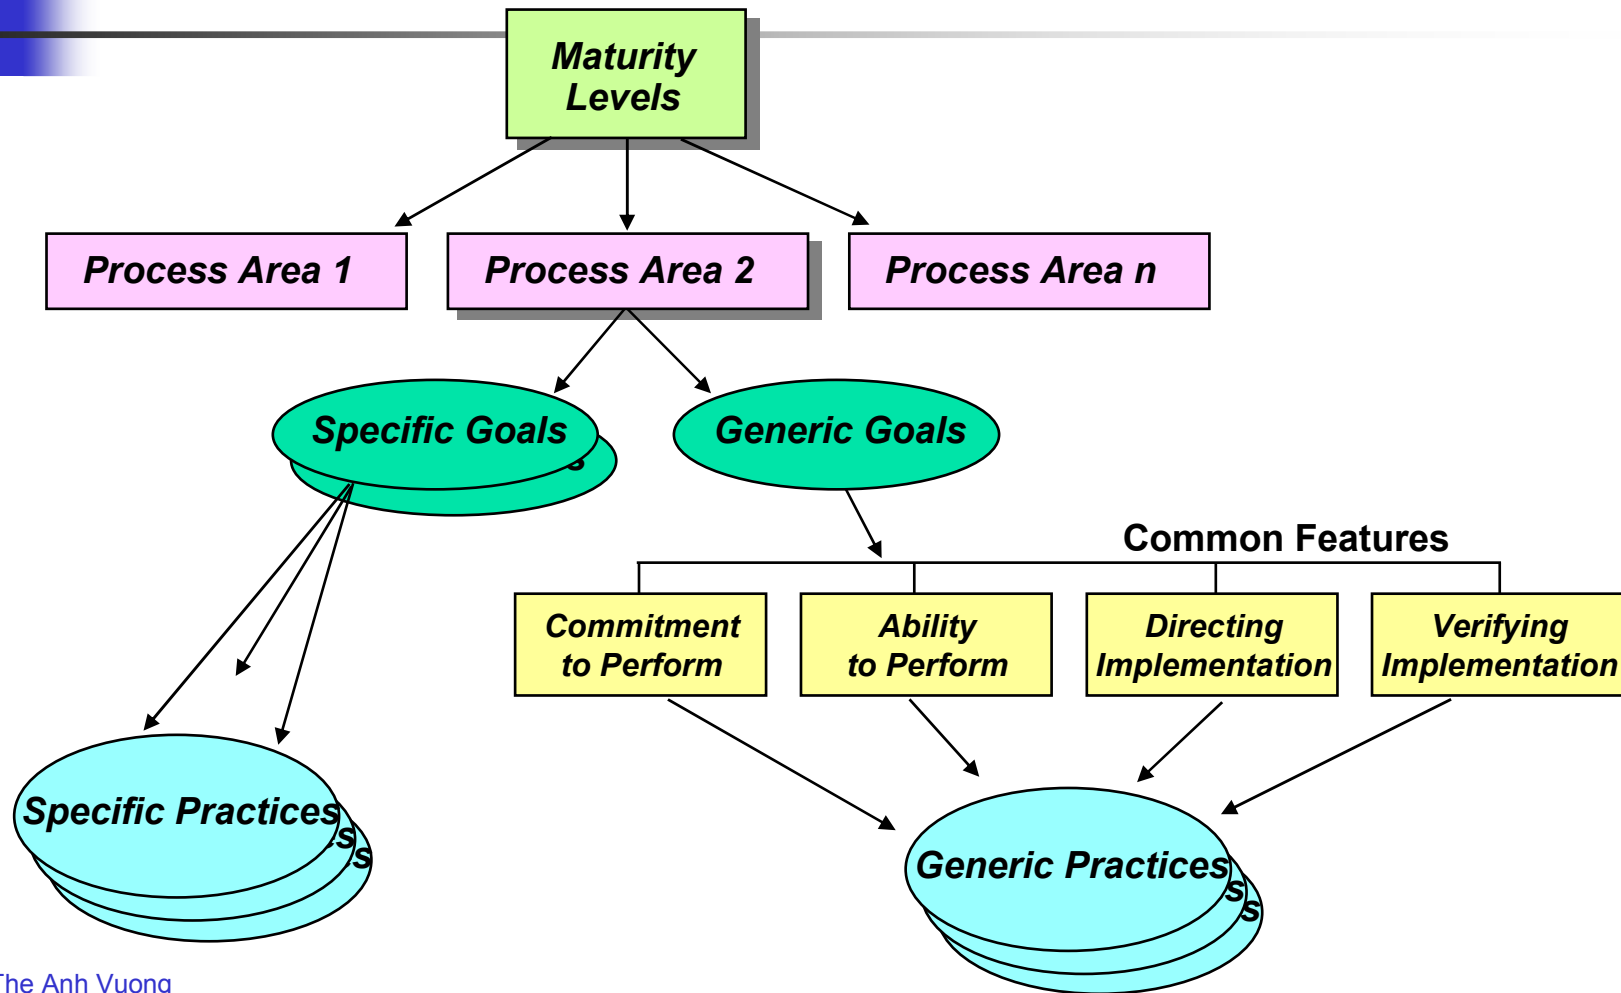 Maturity
Levels
Process Area 1
Process Area 2
Process Area n
Specific Goals
s
Generic Goals
Common Features
Commitment
to Perform
Ability
to Perform
Directing
Implementation
Verifying
Implementation
Specific Practices
s
s
Generic Practices
s
s
The Anh Vuong